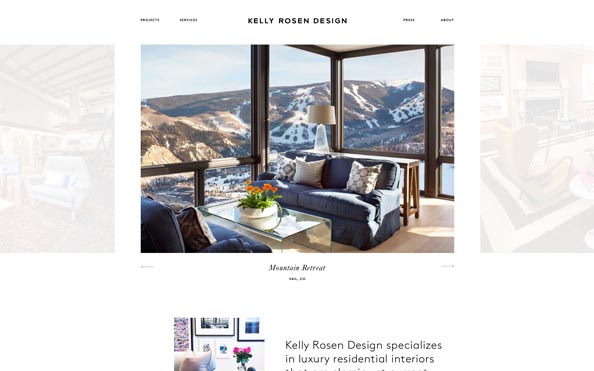 PROJECTS
SERVICES
KELLY ROSEN DESIGN
PRESS
ABOUT
Mountain Retreat
VAIL, CO
Kelly Rosen Design specializes
in luxury residential interiors